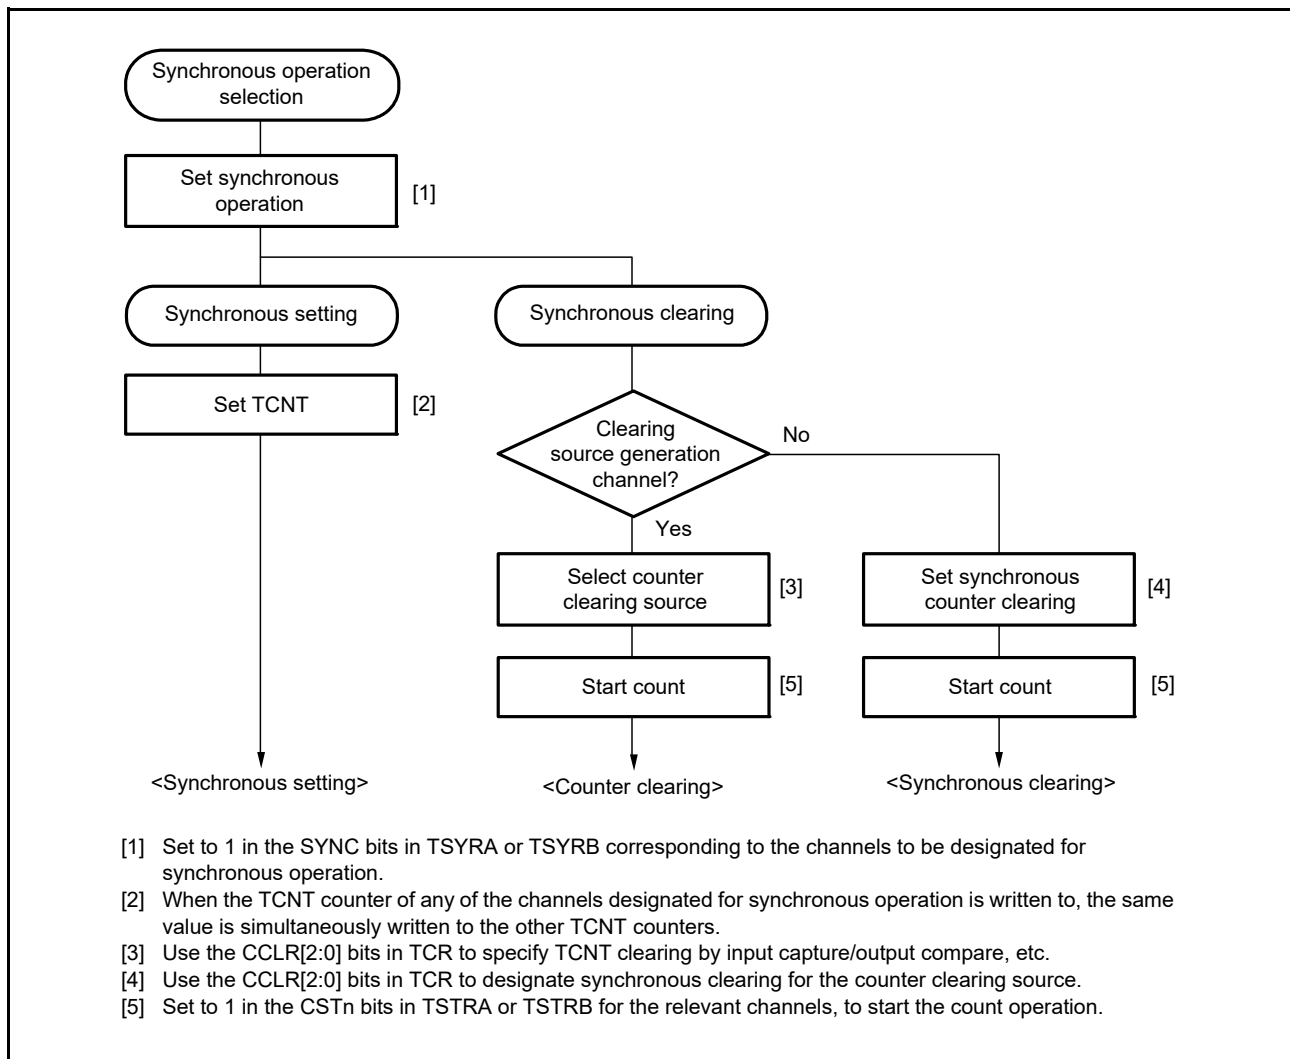 Synchronous operation
selection
Set synchronous
operation
[1]
Synchronous setting
Synchronous clearing
Set TCNT
[2]
Clearing
source generation
channel?
No
Yes
Select counter
clearing source
[3]
Set synchronous
counter clearing
[4]
Start count
[5]
Start count
[5]
<Synchronous setting>
<Counter clearing>
<Synchronous clearing>
[1] Set to 1 in the SYNC bits in TSYRA or TSYRB corresponding to the channels to be designated for
synchronous operation.
[2] When the TCNT counter of any of the channels designated for synchronous operation is written to, the same
value is simultaneously written to the other TCNT counters.
[3] Use the CCLR[2:0] bits in TCR to specify TCNT clearing by input capture/output compare, etc.
[4] Use the CCLR[2:0] bits in TCR to designate synchronous clearing for the counter clearing source.
[5] Set to 1 in the CSTn bits in TSTRA or TSTRB for the relevant channels, to start the count operation.